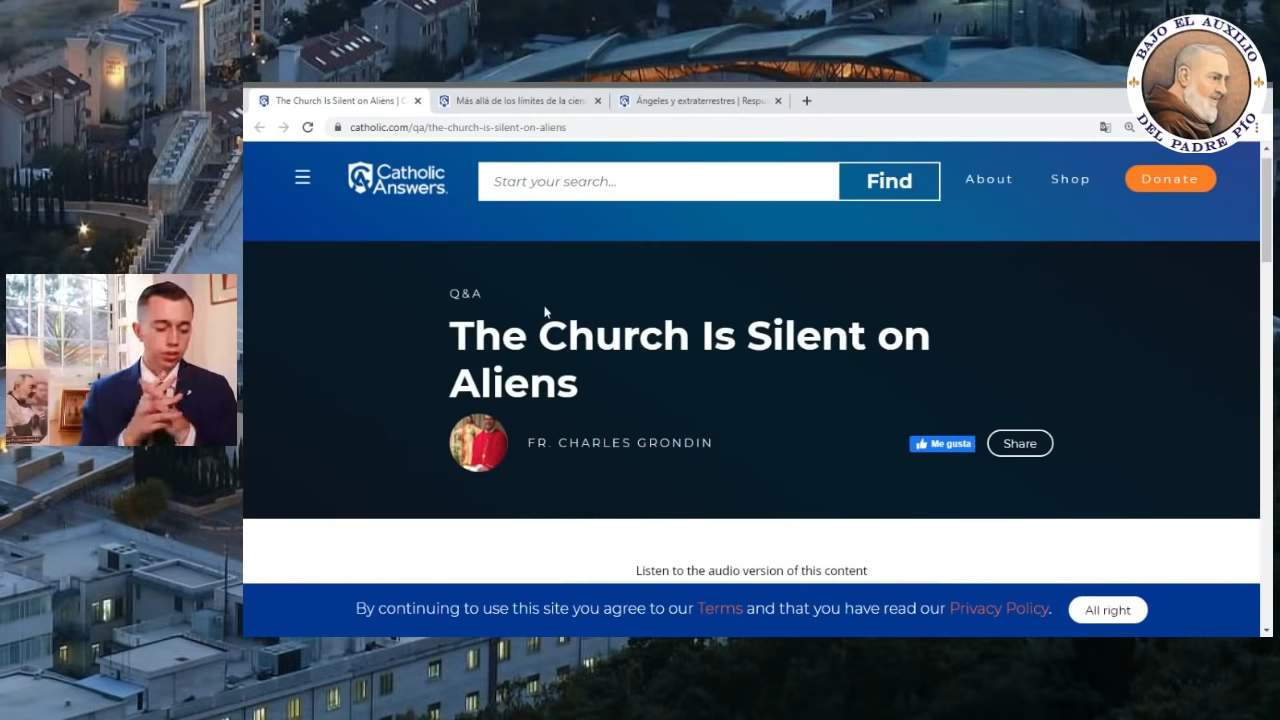 BAJO EL AUXILIO
DEL PADRE PÍO
The Church Is Silent on Aliens | C
Más allá de los límites de la cien
Ángeles y extraterrestres | Respu
catholic.com/qa/the-church-is-silent-on-aliens
Catholic
Answers.
Start your search...
Find
About
Shop
Donate
Q&A
The Church Is Silent on
Aliens
FR. CHARLES GRONDIN
Me gusta
Share
Listen to the audio version of this content
By continuing to use this site you agree to our Terms and that you have read our Privacy Policy.
All right